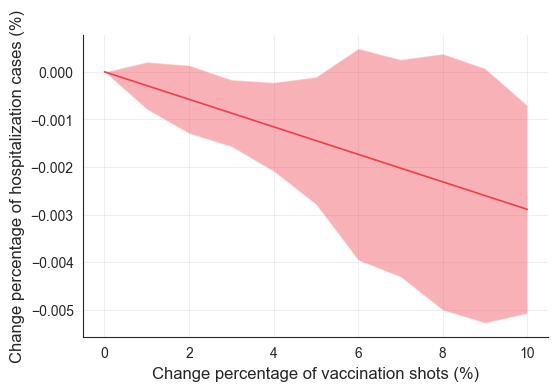 Change percentage of hospitalization cases (%)
0.000
−0.001
−0.002
−0.003
−0.004
−0.005
0 2 4 6 8 10
Change percentage of vaccination shots (%)